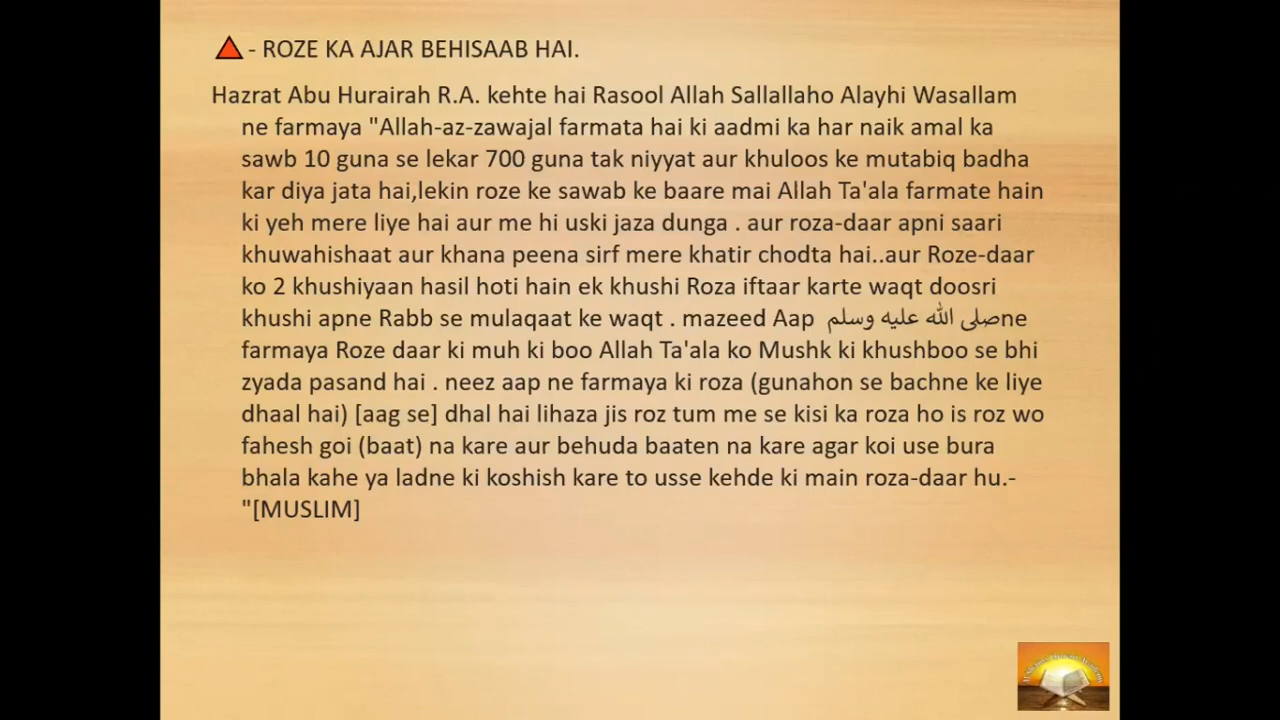 - ROZE KA AJAR BEHISAAB HAI.
Hazrat Abu Hurairah R.A. kehte hai Rasool Allah Sallallaho Alayhi Wasallam
ne farmaya "Allah-az-zawajal farmata hai ki aadmi ka har naik amal ka
sawb 10 guna se lekar 700 guna tak niyyat aur khuloos ke mutabiq badha
kar diya jata hai,lekin roze ke sawab ke baare mai Allah Ta'ala farmate hain
ki yeh mere liye hai aur me hi uski jaza dunga . aur roza-daar apni saari
khuwahishaat aur khana peena sirf mere khatir chodta hai..aur Roze-daar
ko 2 khushiyaan hasil hoti hain ek khushi Roza iftaar karte waqt doosri
khushi apne Rabb se mulaqaat ke waqt . mazeed Aap صلى الله عليه وسلم ne
farmaya Roze daar ki muh ki boo Allah Ta'ala ko Mushk ki khushboo se bhi
zyada pasand hai . neez aap ne farmaya ki roza (gunahon se bachne ke liye
dhaal hai) [aag se] dhal hai lihaza jis roz tum me se kisi ka roza ho is roz wo
fahesh goi (baat) na kare aur behuda baaten na kare agar koi use bura
bhala kahe ya ladne ki koshish kare to usse kehde ki main roza-daar hu.-
"[MUSLIM]